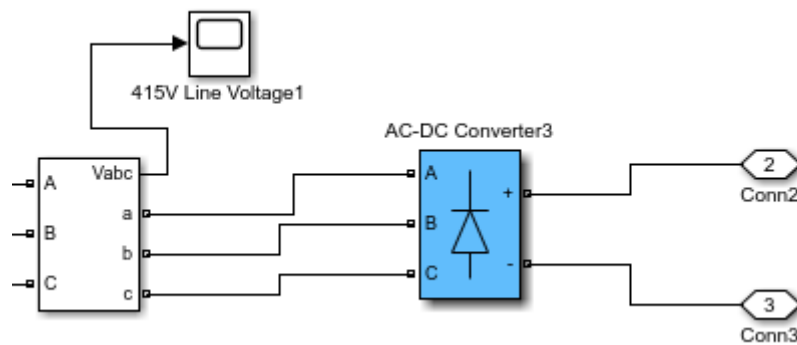 415V Line Voltage1
AC-DC Converter3
A
B
C
Vabc
a
b
c
A
B
C
+
-
2
Conn2
3
Conn3